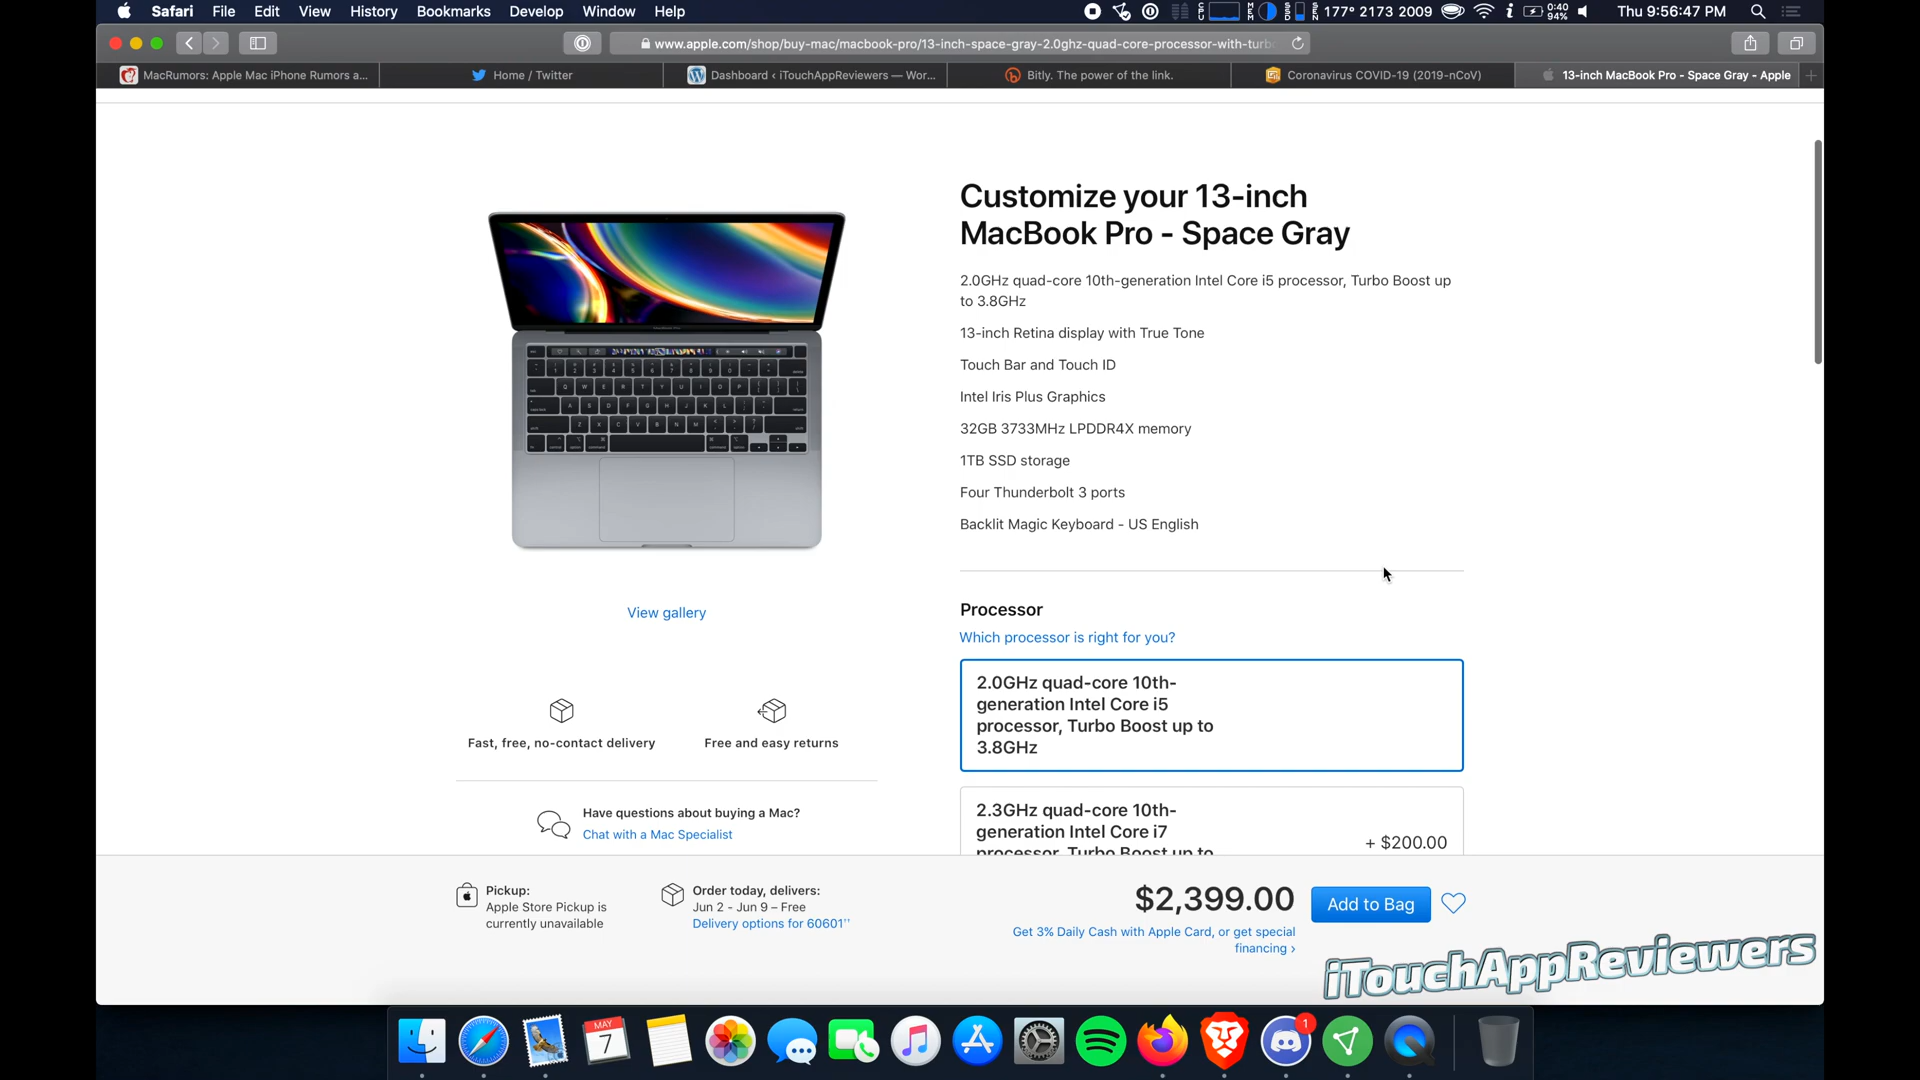 Safari File Edit View History Bookmarks Develop Window Help
177° 2173 2009 0:40 94% Thu 9:56:47 PM
www.apple.com/shop/buy-mac/macbook-pro/13-inch-space-gray-2.0ghz-quad-core-processor-with-turb
MacRumors: Apple Mac iPhone Rumors a... Home / Twitter Dashboard ‹ iTouchAppReviewers — Wor... Bitly. The power of the link. Coronavirus COVID-19 (2019-nCoV) 13-inch MacBook Pro - Space Gray - Apple
Customize your 13-inch
MacBook Pro - Space Gray
2.0GHz quad-core 10th-generation Intel Core i5 processor, Turbo Boost up
to 3.8GHz
13-inch Retina display with True Tone
Touch Bar and Touch ID
Intel Iris Plus Graphics
32GB 3733MHz LPDDR4X memory
1TB SSD storage
Four Thunderbolt 3 ports
Backlit Magic Keyboard - US English
View gallery
Fast, free, no-contact delivery
Free and easy returns
Have questions about buying a Mac?
Chat with a Mac Specialist
Processor
Which processor is right for you?
2.0GHz quad-core 10th-
generation Intel Core i5
processor, Turbo Boost up to
3.8GHz
2.3GHz quad-core 10th-
generation Intel Core i7
processor, Turbo Boost up to
+ $200.00
Pickup:
Apple Store Pickup is
currently unavailable
Order today, delivers:
Jun 2 - Jun 9 – Free
Delivery options for 60601††
$2,399.00
Add to Bag
Get 3% Daily Cash with Apple Card, or get special
financing ›
iTouchAppReviewers
MAY
7
1